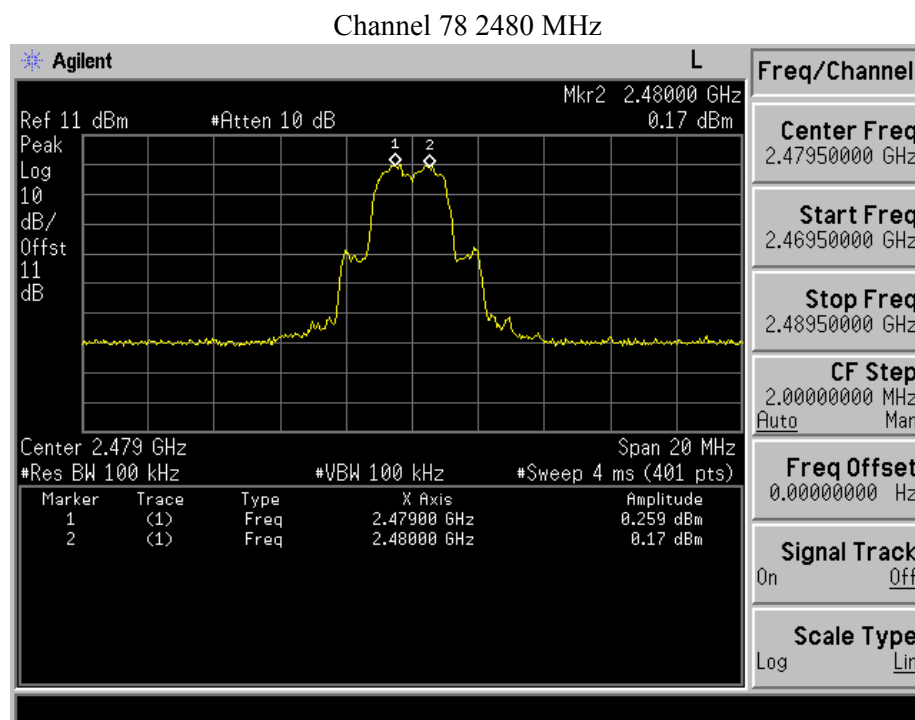 Channel 78 2480 MHz
Agilent
L
Mkr2 2.48000 GHz
Ref 11 dBm #Atten 10 dB 0.17 dBm
Peak
Log
10
dB/
Offst
11
dB
1 2
Center 2.479 GHz Span 20 MHz
#Res BW 100 kHz #VBW 100 kHz #Sweep 4 ms (401 pts)
Marker Trace Type X Axis Amplitude
1 (1) Freq 2.47900 GHz 0.259 dBm
2 (1) Freq 2.48000 GHz 0.17 dBm
Freq/Channel
Center Freq
2.47950000 GHz
Start Freq
2.46950000 GHz
Stop Freq
2.48950000 GHz
CF Step
2.00000000 MHz
Auto Man
Freq Offset
0.00000000 Hz
Signal Track
On Off
Scale Type
Log Lin